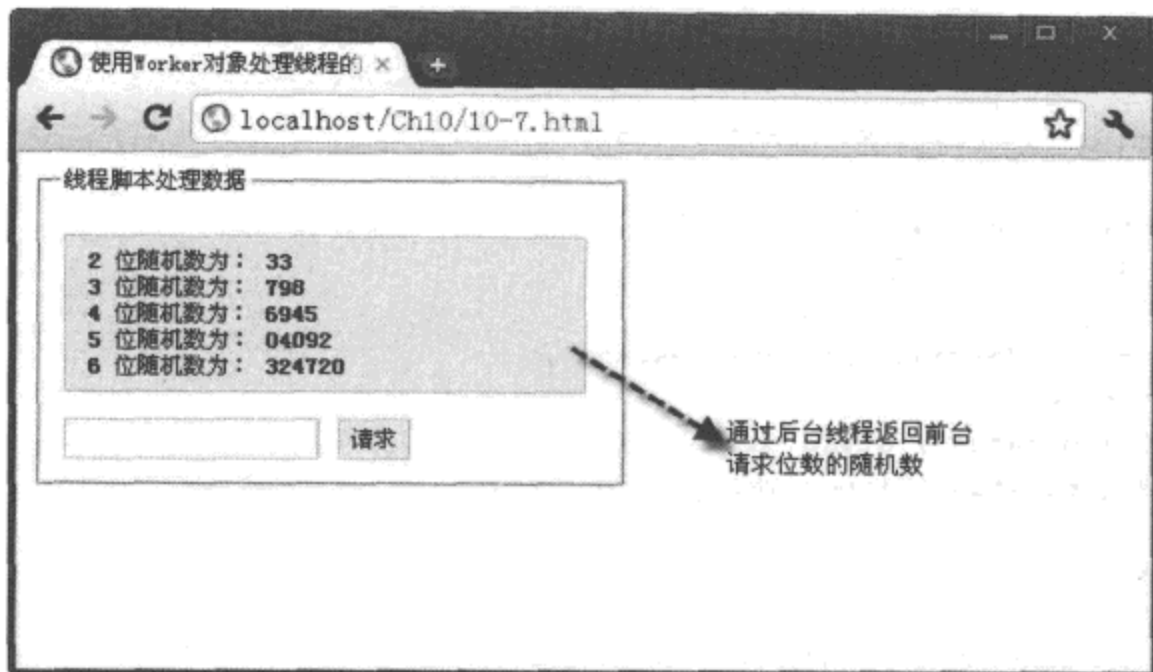 使用Worker对象处理线程的
localhost/Ch10/10-7.html
线程脚本处理数据
2 位随机数为： 33
3 位随机数为： 798
4 位随机数为： 6945
5 位随机数为： 04092
6 位随机数为： 324720
请求
通过后台线程返回前台
请求位数的随机数